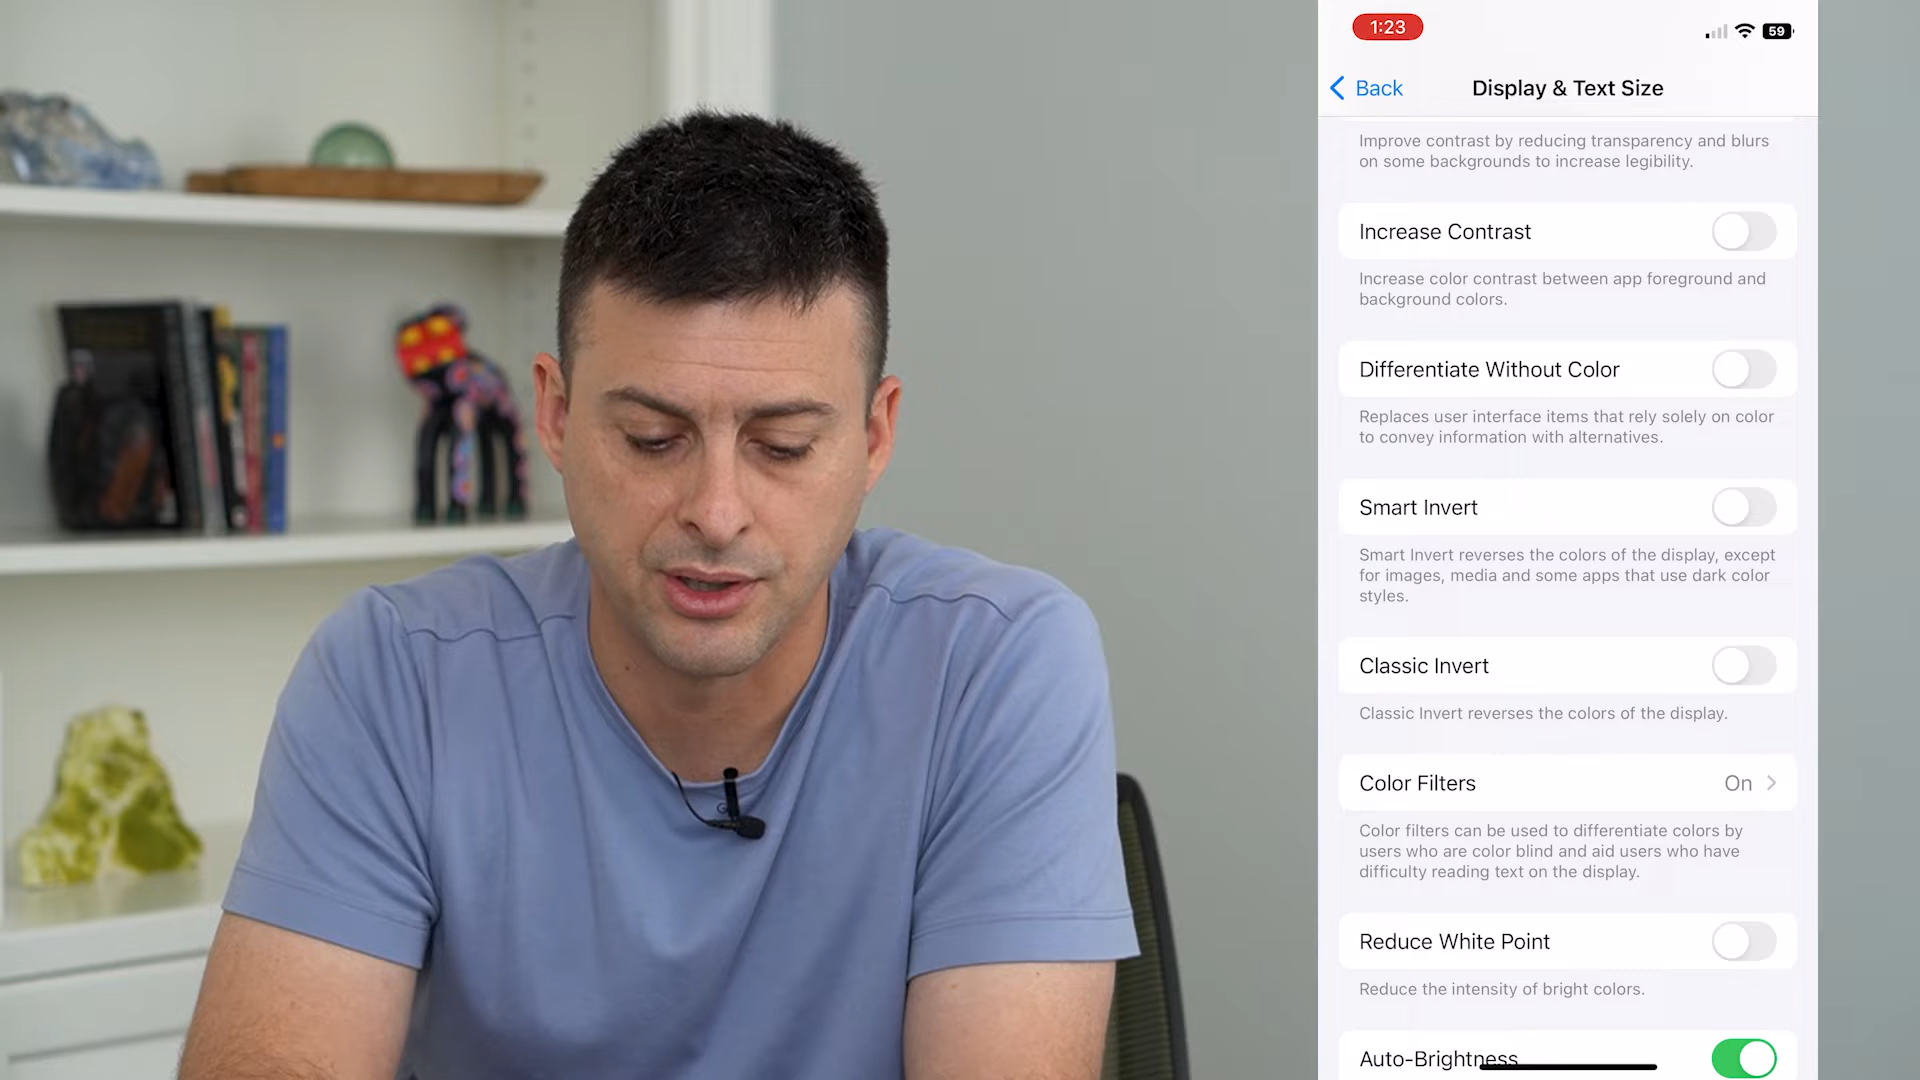 1:23
59
Back
Display & Text Size
Improve contrast by reducing transparency and blurs
on some backgrounds to increase legibility.
Increase Contrast
Increase color contrast between app foreground and
background colors.
Differentiate Without Color
Replaces user interface items that rely solely on color
to convey information with alternatives.
Smart Invert
Smart Invert reverses the colors of the display, except
for images, media and some apps that use dark color
styles.
Classic Invert
Classic Invert reverses the colors of the display.
Color Filters
On
Color filters can be used to differentiate colors by
users who are color blind and aid users who have
difficulty reading text on the display.
Reduce White Point
Reduce the intensity of bright colors.
Auto-Brightness